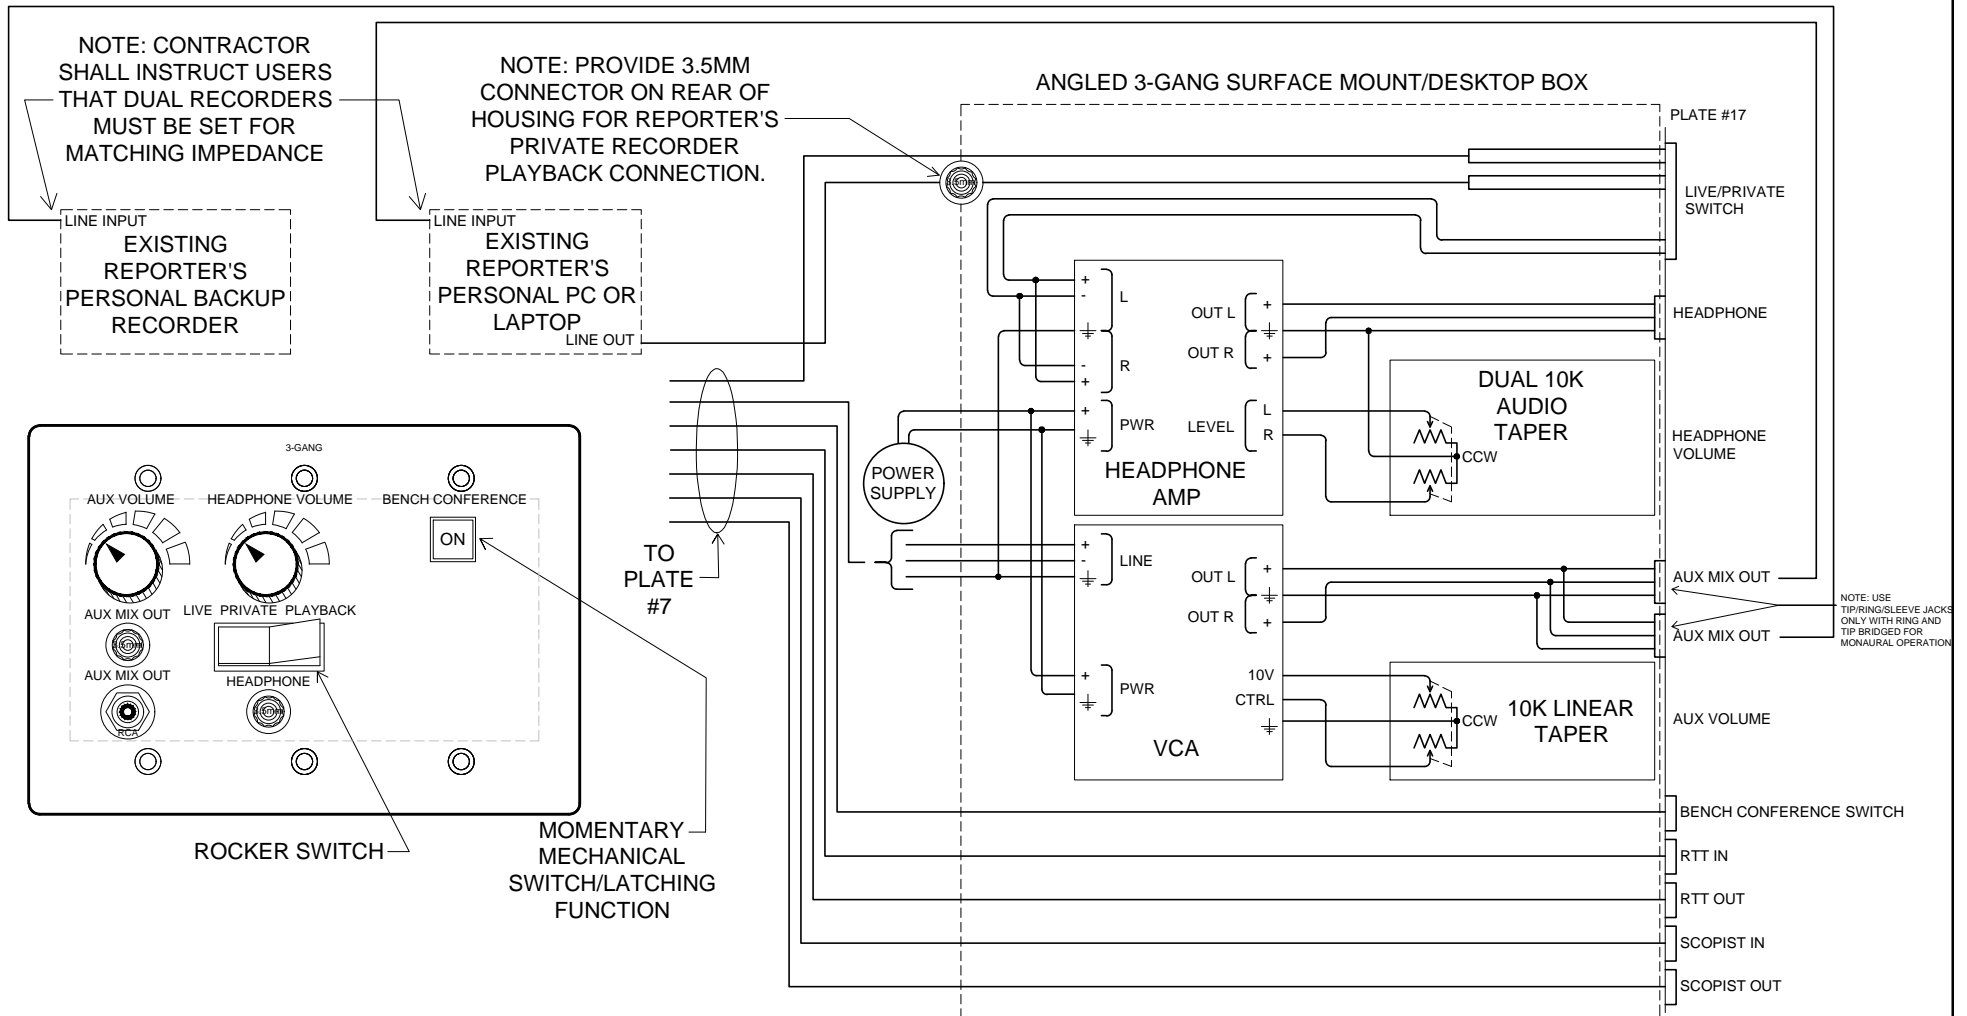 NOTE: CONTRACTOR
SHALL INSTRUCT USERS
THAT DUAL RECORDERS
MUST BE SET FOR
MATCHING IMPEDANCE
NOTE: PROVIDE 3.5MM
CONNECTOR ON REAR OF
HOUSING FOR REPORTER'S
PRIVATE RECORDER
PLAYBACK CONNECTION.
ANGLED 3-GANG SURFACE MOUNT/DESKTOP BOX
PLATE #17
3.5mm
LIVE/PRIVATE
SWITCH
LINE INPUT
EXISTING
REPORTER'S
PERSONAL BACKUP
RECORDER
LINE INPUT
EXISTING
REPORTER'S
PERSONAL PC OR
LAPTOP
LINE OUT
+
-
L
-
+
R
+
PWR
OUT L
+
OUT R
+
LEVEL
L
R
HEADPHONE
AMP
HEADPHONE
DUAL 10K
AUDIO
TAPER
CCW
HEADPHONE
VOLUME
POWER
SUPPLY
TO
PLATE
#7
+
-
LINE
OUT L
+
OUT R
+
+
PWR
10V
CTRL
VCA
AUX MIX OUT
AUX MIX OUT
NOTE: USE
TIP/RING/SLEEVE JACKS
ONLY WITH RING AND
TIP BRIDGED FOR
MONAURAL OPERATION
CCW
10K LINEAR
TAPER
AUX VOLUME
BENCH CONFERENCE SWITCH
RTT IN
RTT OUT
SCOPIST IN
SCOPIST OUT
3-GANG
AUX VOLUME
HEADPHONE VOLUME
BENCH CONFERENCE
ON
AUX MIX OUT
LIVE PRIVATE PLAYBACK
3.5mm
AUX MIX OUT
HEADPHONE
3.5mm
RCA
ROCKER SWITCH
MOMENTARY
MECHANICAL
SWITCH/LATCHING
FUNCTION